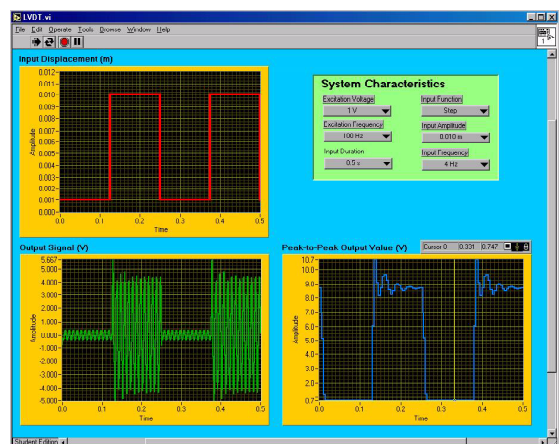 LVDT.vi
File Edit Operate Tools Browse Window Help
1
Input Displacement (m)
0.012
0.011
0.010
0.009
0.008
0.007
0.006
0.005
0.004
0.003
0.002
0.001
0.000
Amplitude
0.0 0.1 0.2 0.3 0.4 0.5
Time
System Characteristics
Excitation Voltage Input Function
1 V Step
Excitation Frequency Input Amplitude
100 Hz 0.010 m
Input Duration Input Frequency
0.5 s 4 Hz
Output Signal (V)
5.667
5.000
4.000
3.000
2.000
1.000
0.000
-1.000
-2.000
-3.000
-4.000
-5.000
Amplitude
0.0 0.1 0.2 0.3 0.4 0.5
Time
Peak-to-Peak Output Value (V) Cursor 0 0.331 0.747
10.7
10.0
9.0
8.0
7.0
6.0
5.0
4.0
3.0
2.0
0.7
Amplitude
0.0 0.1 0.2 0.3 0.4 0.5
Time
Student Edition